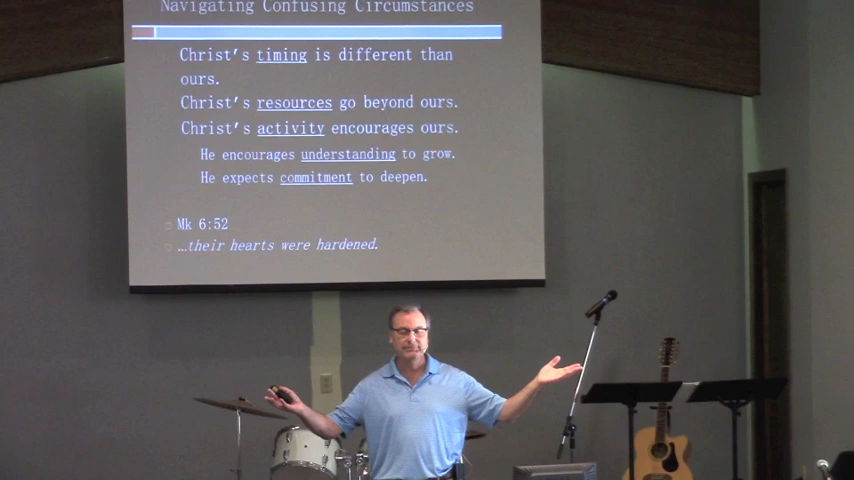 Navigating Confusing Circumstances
Christ's timing is different than
ours.
Christ's resources go beyond ours.
Christ's activity encourages ours.
He encourages understanding to grow.
He expects commitment to deepen.
Mk 6:52
…their hearts were hardened.